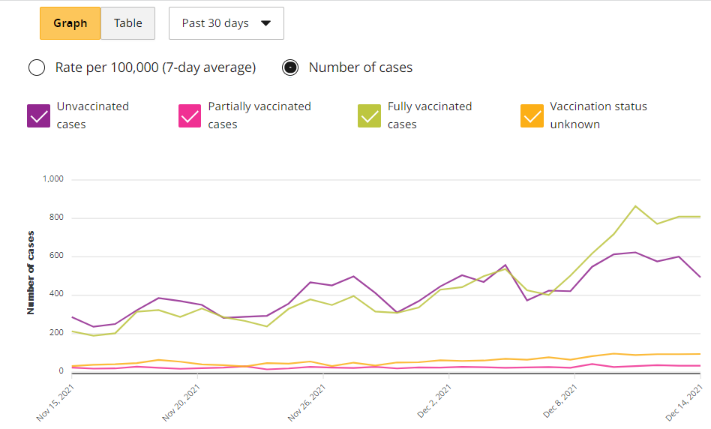 Graph Table Past 30 days
Rate per 100,000 (7-day average) Number of cases
Unvaccinated cases
Partially vaccinated cases
Fully vaccinated cases
Vaccination status unknown
Number of cases
1,000
800
600
400
200
0
Nov 15, 2021
Nov 20, 2021
Nov 26, 2021
Dec 2, 2021
Dec 8, 2021
Dec 14, 2021